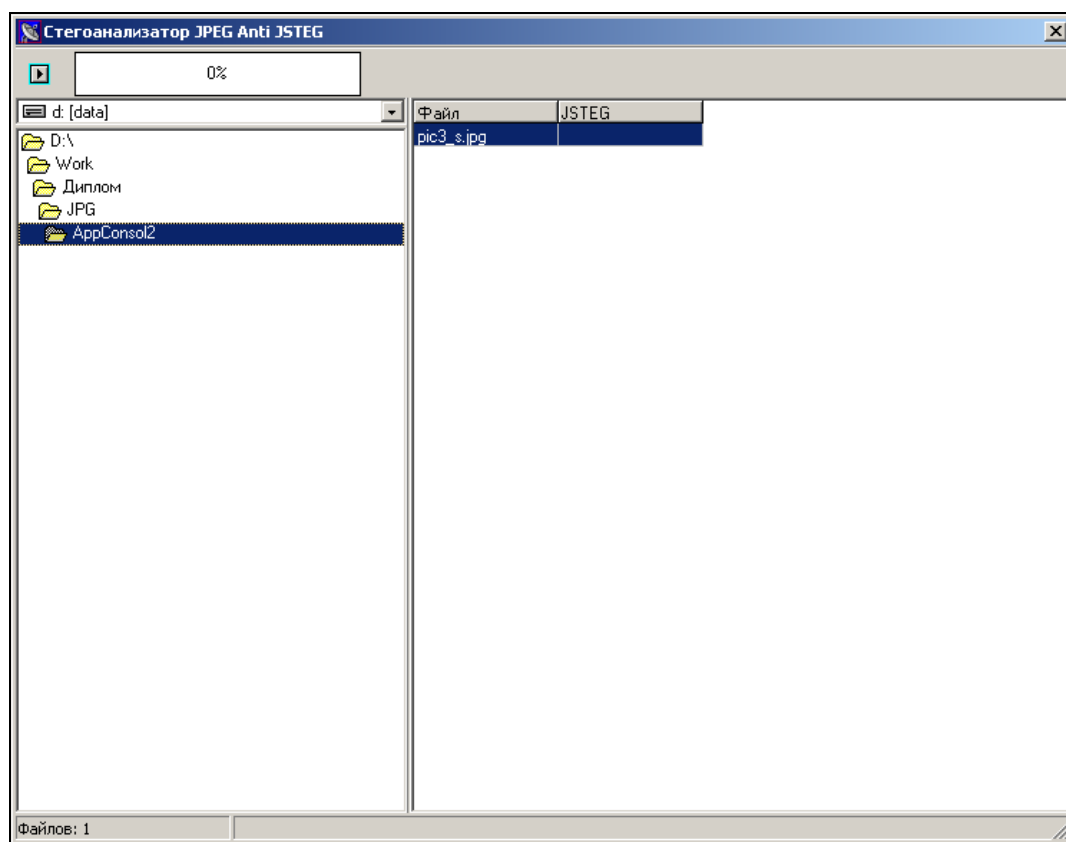 Стегоанализатор JPEG Anti JSTEG
0%
d: [data]
Файл JSTEG
D:\
pic3_s.jpg
Work
Диплом
JPG
AppConsol2
Файлов: 1